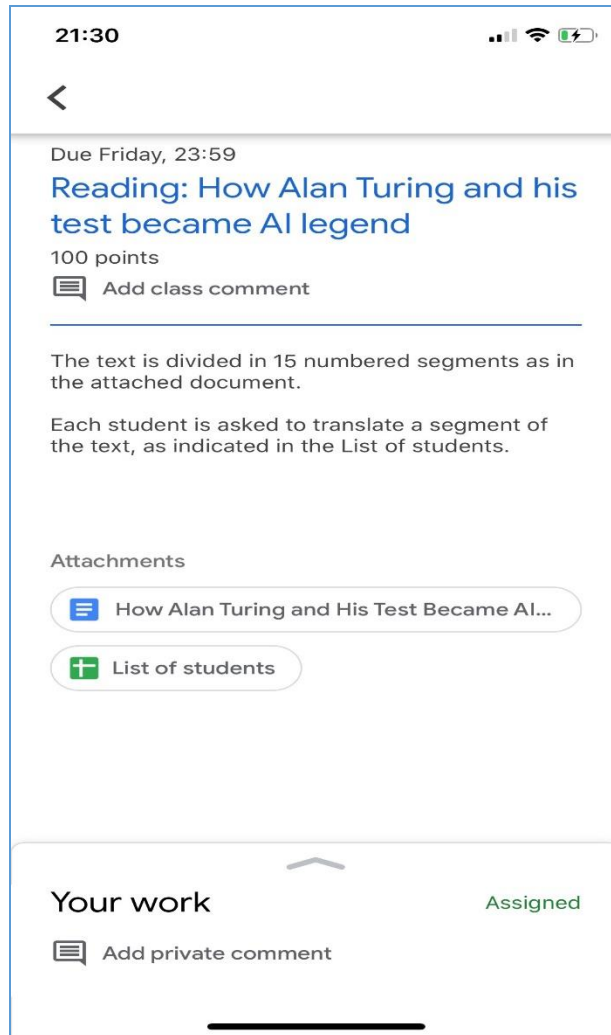 21:30
Due Friday, 23:59
Reading: How Alan Turing and his
test became AI legend
100 points
Add class comment
The text is divided in 15 numbered segments as in
the attached document.
Each student is asked to translate a segment of
the text, as indicated in the List of students.
Attachments
How Alan Turing and His Test Became AI...
List of students
Your work
Assigned
Add private comment